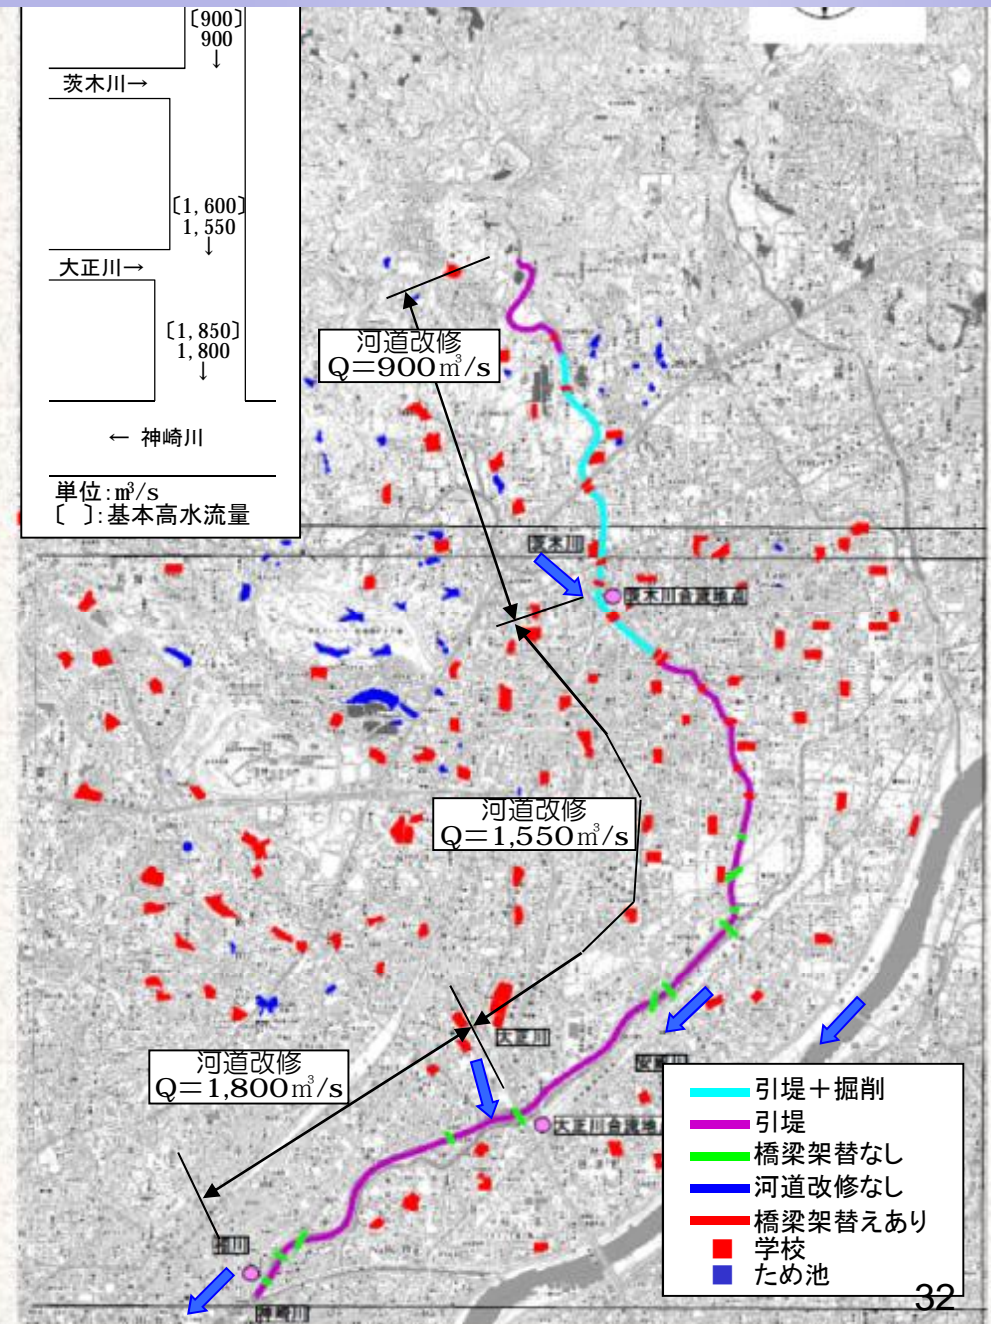 〔900〕
900
↓
茨木川→
〔1,600〕
1,550
↓
大正川→
〔1,850〕
1,800
↓
← 神崎川
単位:m³/s
〔 〕:基本高水流量
河道改修
Q=900m³/s
茨木川
茨木川合流地点
河道改修
Q=1,550m³/s
大正川
河道改修
Q=1,800m³/s
大正川合流地点
神崎川
引堤+掘削
引堤
橋梁架替なし
河道改修なし
橋梁架替えあり
学校
ため池
32